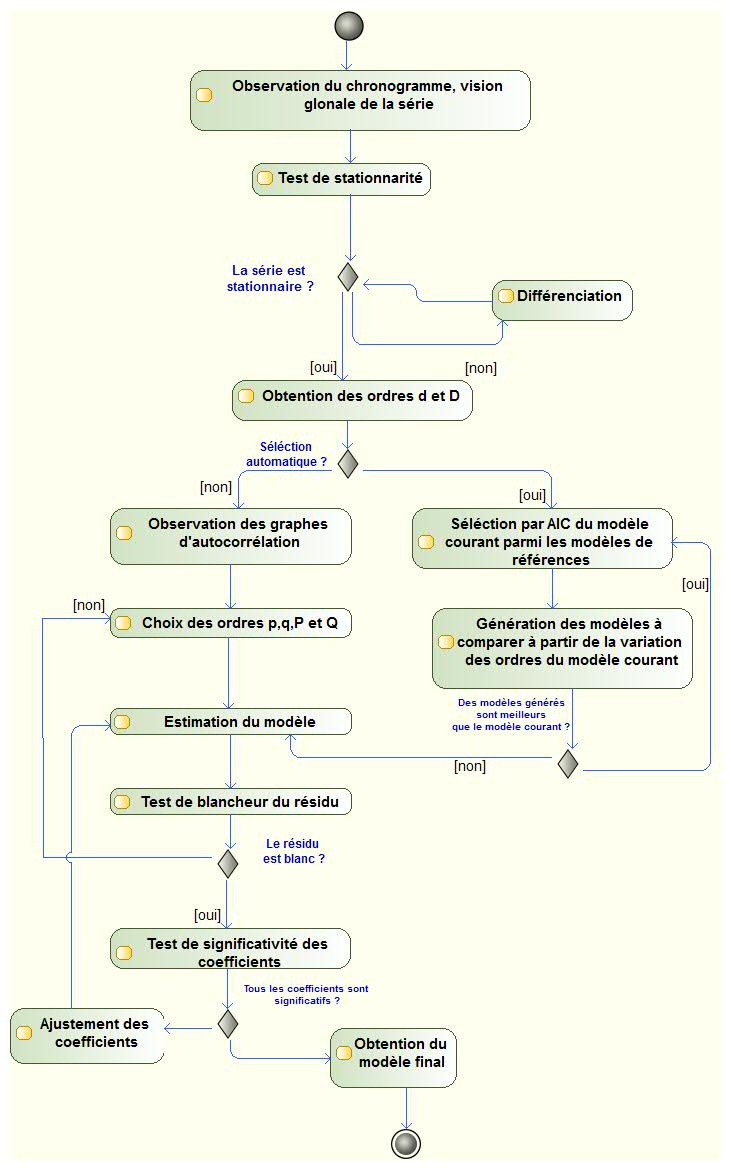 Observation du chronogramme, vision
glonale de la série
Test de stationnarité
La série est
stationnaire ?
Différenciation
[oui]
[non]
Obtention des ordres d et D
Séléction
automatique ?
[non]
[oui]
Observation des graphes
d'autocorrélation
Séléction par AIC du modèle
courant parmi les modèles de
références
[oui]
[non]
Choix des ordres p,q,P et Q
Génération des modèles à
comparer à partir de la variation
des ordres du modèle courant
Des modèles générés
sont meilleurs
que le modèle courant ?
Estimation du modèle
[non]
Test de blancheur du résidu
Le résidu
est blanc ?
[oui]
Test de significativité des
coefficients
Tous les coefficients sont
significatifs ?
Ajustement des
coefficients
Obtention du
modèle final